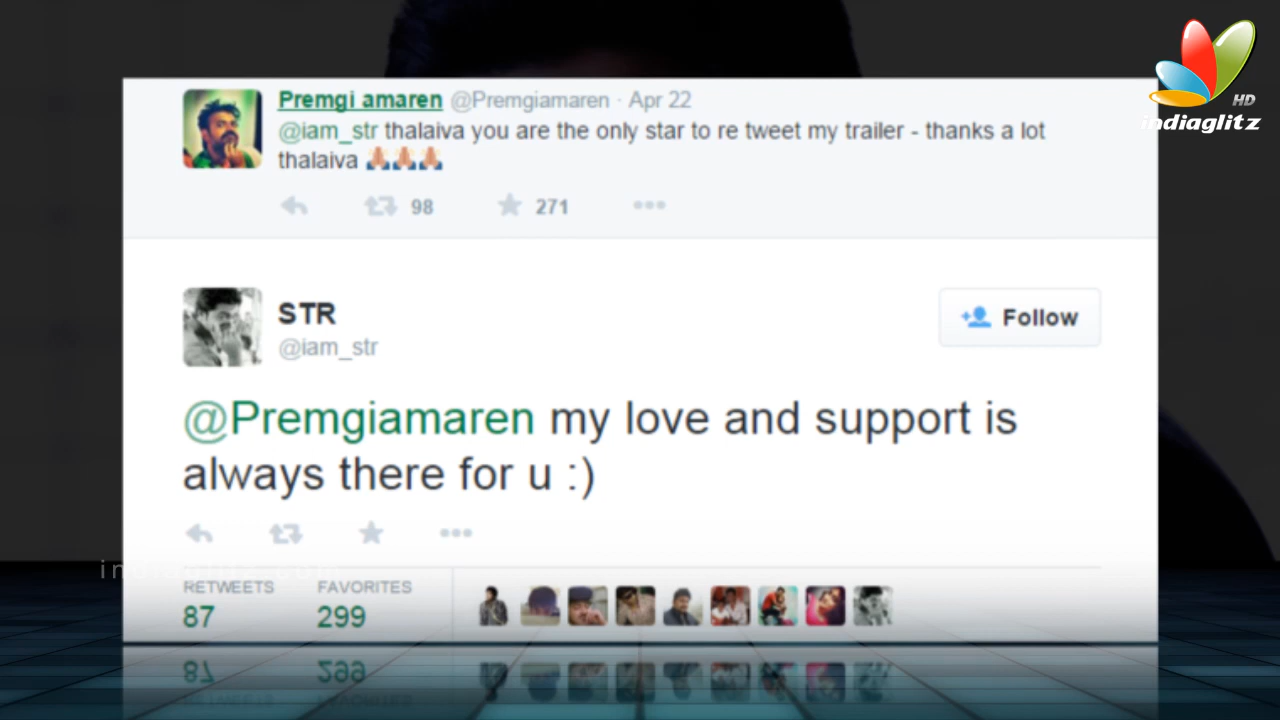 Premgi amaren @Premgiamaren · Apr 22
@iam_str thalaiva you are the only star to re tweet my trailer - thanks a lot
thalaiva 🙏🙏🙏
98 271
STR
@iam_str
Follow
@Premgiamaren my love and support is
always there for u :)
RETWEETS FAVORITES
87 299
HD
indiaglitz
indiaglitz.com